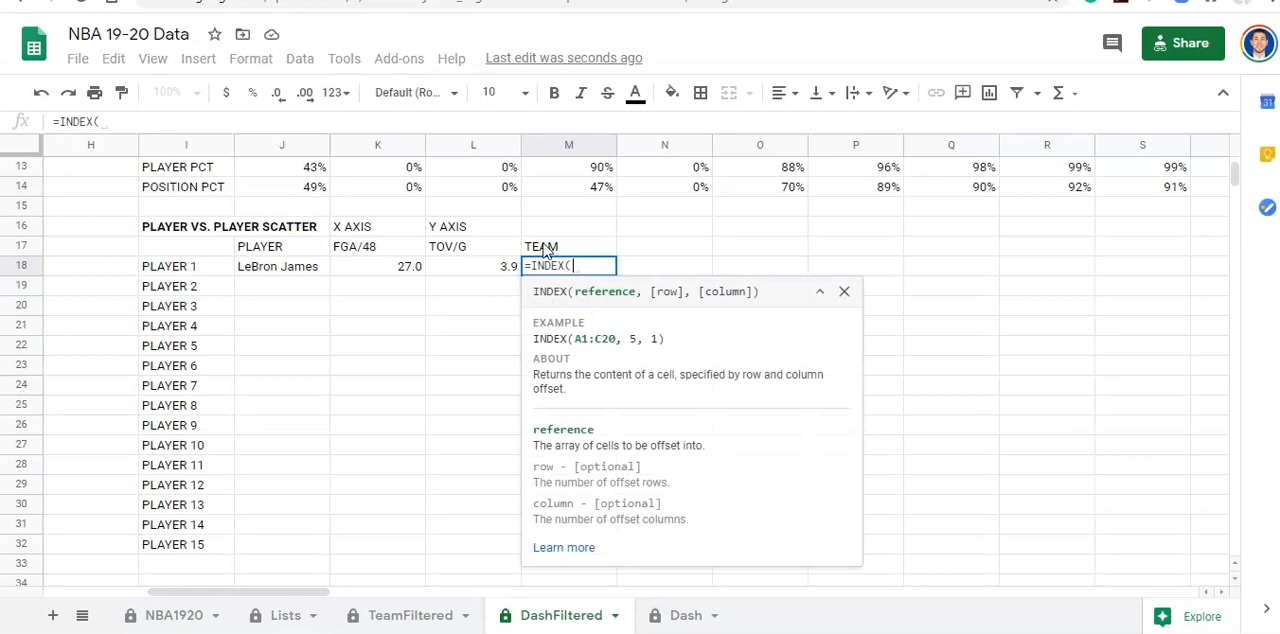 NBA 19-20 Data
Share
File Edit View Insert Format Data Tools Add-ons Help Last edit was seconds ago
100% $ % .0 .00 123 Default (Ro... 10 B I S A
fx =INDEX(
H I J K L M N O P Q R S
13 PLAYER PCT 43% 0% 0% 90% 0% 88% 96% 98% 99% 99%
14 POSITION PCT 49% 0% 0% 47% 0% 70% 89% 90% 92% 91%
15
16 PLAYER VS. PLAYER SCATTER X AXIS Y AXIS
17 PLAYER FGA/48 TOV/G TEAM
18 PLAYER 1 LeBron James 27.0 3.9 =INDEX(
19 PLAYER 2
20 PLAYER 3
21 PLAYER 4
22 PLAYER 5
23 PLAYER 6
24 PLAYER 7
25 PLAYER 8
26 PLAYER 9
27 PLAYER 10
28 PLAYER 11
29 PLAYER 12
30 PLAYER 13
31 PLAYER 14
32 PLAYER 15
33
34
INDEX(reference, [row], [column])
EXAMPLE
INDEX(A1:C20, 5, 1)
ABOUT
Returns the content of a cell, specified by row and column
offset.
reference
The array of cells to be offset into.
row - [optional]
The number of offset rows.
column - [optional]
The number of offset columns.
Learn more
NBA1920 Lists TeamFiltered DashFiltered Dash Explore
31